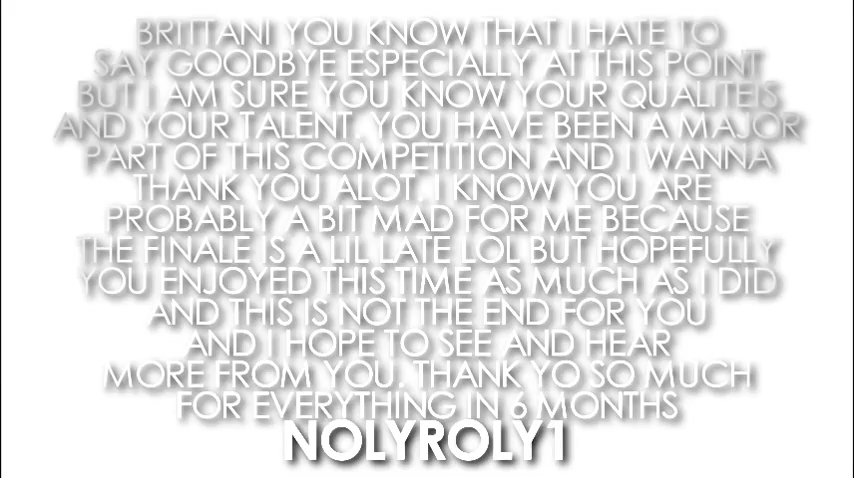 BRITTANI YOU KNOW THAT I HATE TO
SAY GOODBYE ESPECIALLY AT THIS POINT
BUT I AM SURE YOU KNOW YOUR QUALITEIS
AND YOUR TALENT. YOU HAVE BEEN A MAJOR
PART OF THIS COMPETITION AND I WANNA
THANK YOU ALOT. I KNOW YOU ARE
PROBABLY A BIT MAD FOR ME BECAUSE
THE FINALE IS A LIL LATE LOL BUT HOPEFULLY
YOU ENJOYED THIS TIME AS MUCH AS I DID
AND THIS IS NOT THE END FOR YOU
AND I HOPE TO SEE AND HEAR
MORE FROM YOU. THANK YO SO MUCH
FOR EVERYTHING IN 6 MONTHS
NOLYROLY1